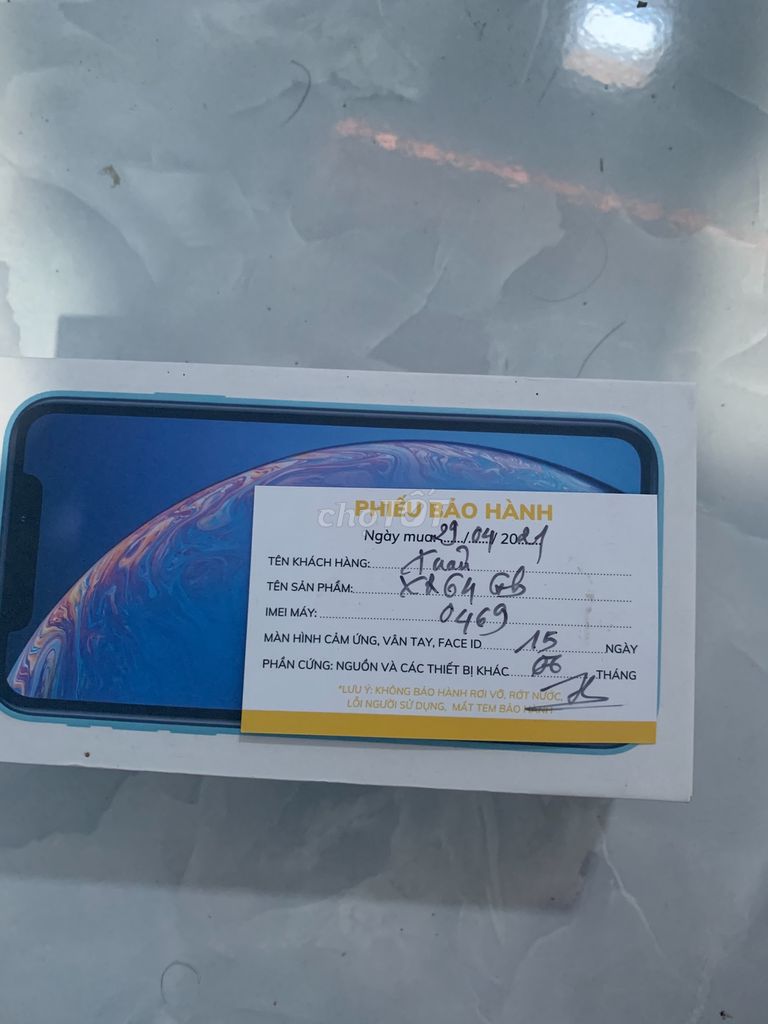 PHIẾU BẢO HÀNH
choTỐT
Ngày mua: 29/04/2021
TÊN KHÁCH HÀNG:
TÊN SẢN PHẨM: XR 64 GB
IMEI MÁY: 0469
MÀN HÌNH CẢM ỨNG, VÂN TAY, FACE ID 15 NGÀY
PHẦN CỨNG: NGUỒN VÀ CÁC THIẾT BỊ KHÁC 06 THÁNG
*LƯU Ý: KHÔNG BẢO HÀNH RƠI VỠ, RỚT NƯỚC,
LỖI NGƯỜI SỬ DỤNG, MẤT TEM BẢO HÀNH